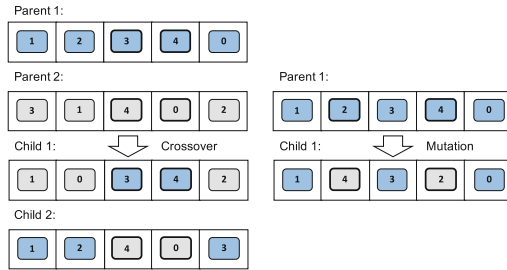 Parent 1:
1 2 3 4 0
Parent 2:
3 1 4 0 2
Child 1:
Crossover
1 0 3 4 2
Child 2:
1 2 4 0 3
Parent 1:
1 2 3 4 0
Child 1:
Mutation
1 4 3 2 0